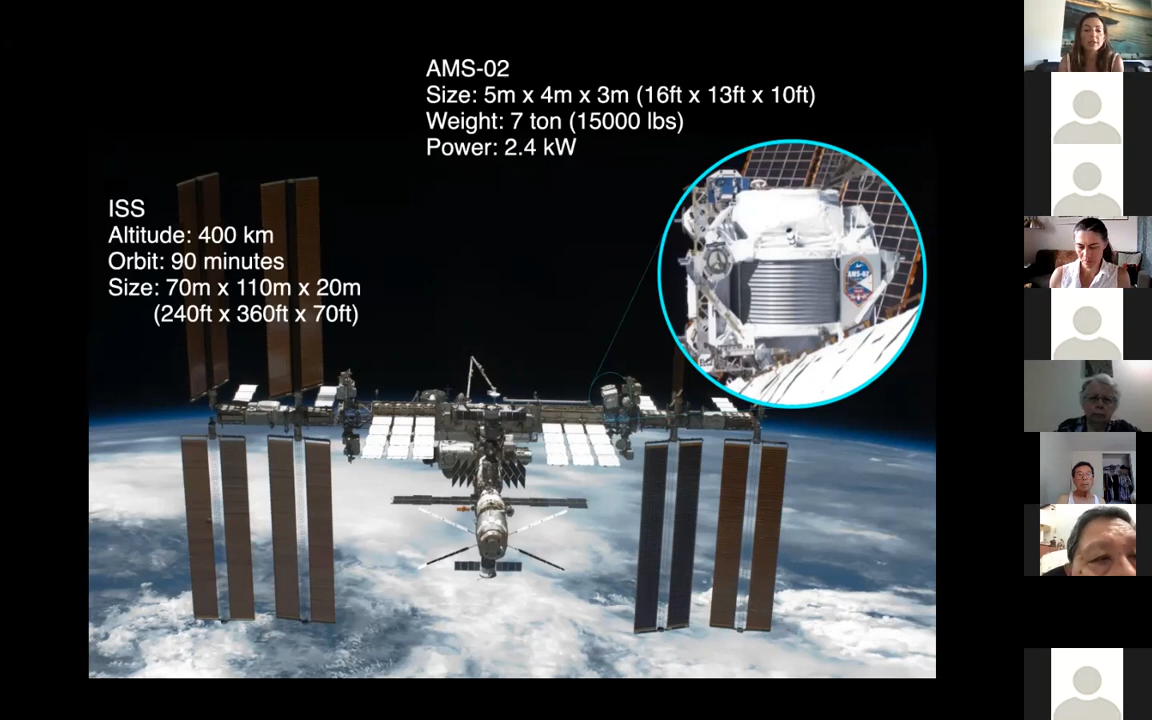 AMS-02
Size: 5m x 4m x 3m (16ft x 13ft x 10ft)
Weight: 7 ton (15000 lbs)
Power: 2.4 kW
ISS
Altitude: 400 km
Orbit: 90 minutes
Size: 70m x 110m x 20m
(240ft x 360ft x 70ft)
AMS-02